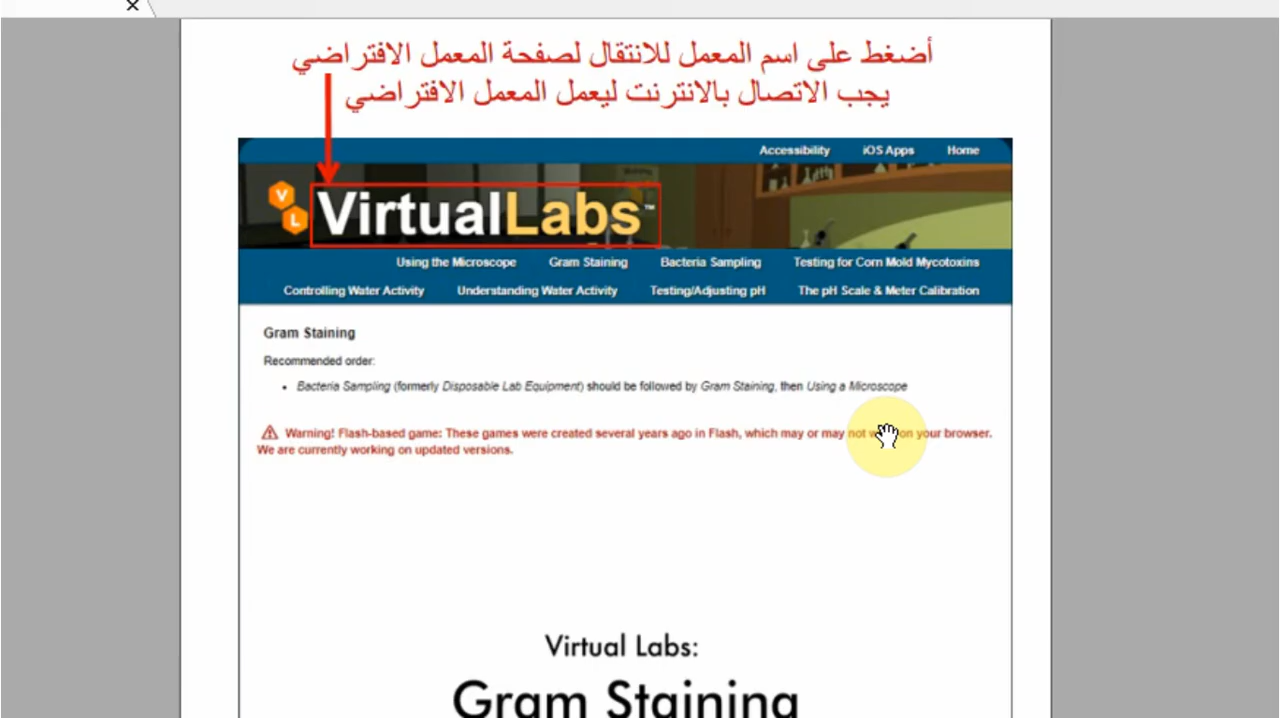 أضغط على اسم المعمل للانتقال لصفحة المعمل الافتراضي
يجب الاتصال بالانترنت ليعمل المعمل الافتراضي
Accessibility iOS Apps Home
V L VirtualLabs™
Using the Microscope Gram Staining Bacteria Sampling Testing for Corn Mold Mycotoxins
Controlling Water Activity Understanding Water Activity Testing/Adjusting pH The pH Scale & Meter Calibration
Gram Staining
Recommended order:
• Bacteria Sampling (formerly Disposable Lab Equipment) should be followed by Gram Staining, then Using a Microscope
Warning! Flash-based game: These games were created several years ago in Flash, which may or may not on your browser.
We are currently working on updated versions.
Virtual Labs:
Gram Staining